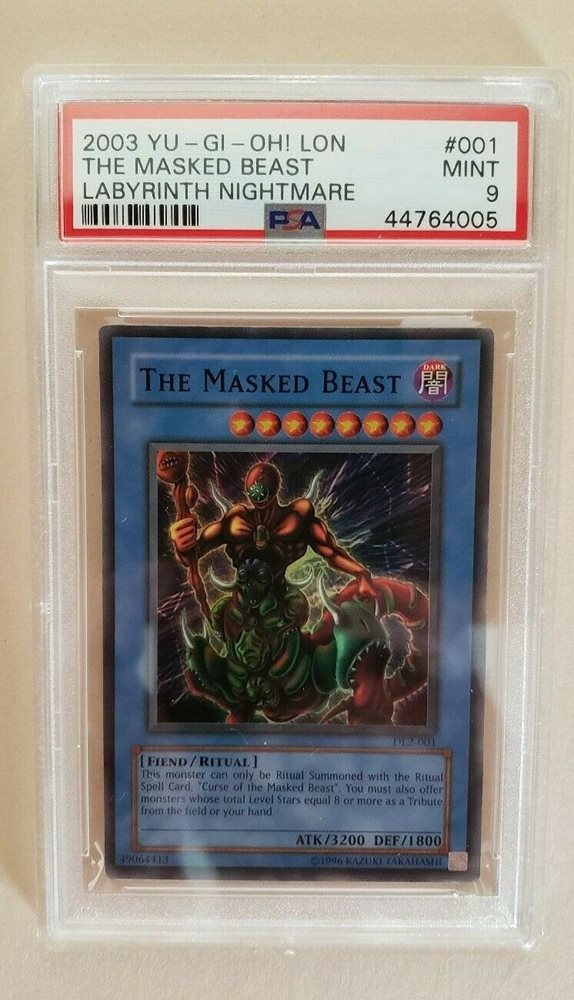 2003 YU-GI-OH! LON #001
THE MASKED BEAST MINT
LABYRINTH NIGHTMARE 9
PSA 44764005
THE MASKED BEAST DARK
闇
DL2-001
[FIEND/RITUAL]
This monster can only be Ritual Summoned with the Ritual
Spell Card, "Curse of the Masked Beast". You must also offer
monsters whose total Level Stars equal 8 or more as a Tribute
from the field or your hand.
ATK/3200 DEF/1800
49064413 ©1996 KAZUKI TAKAHASHI